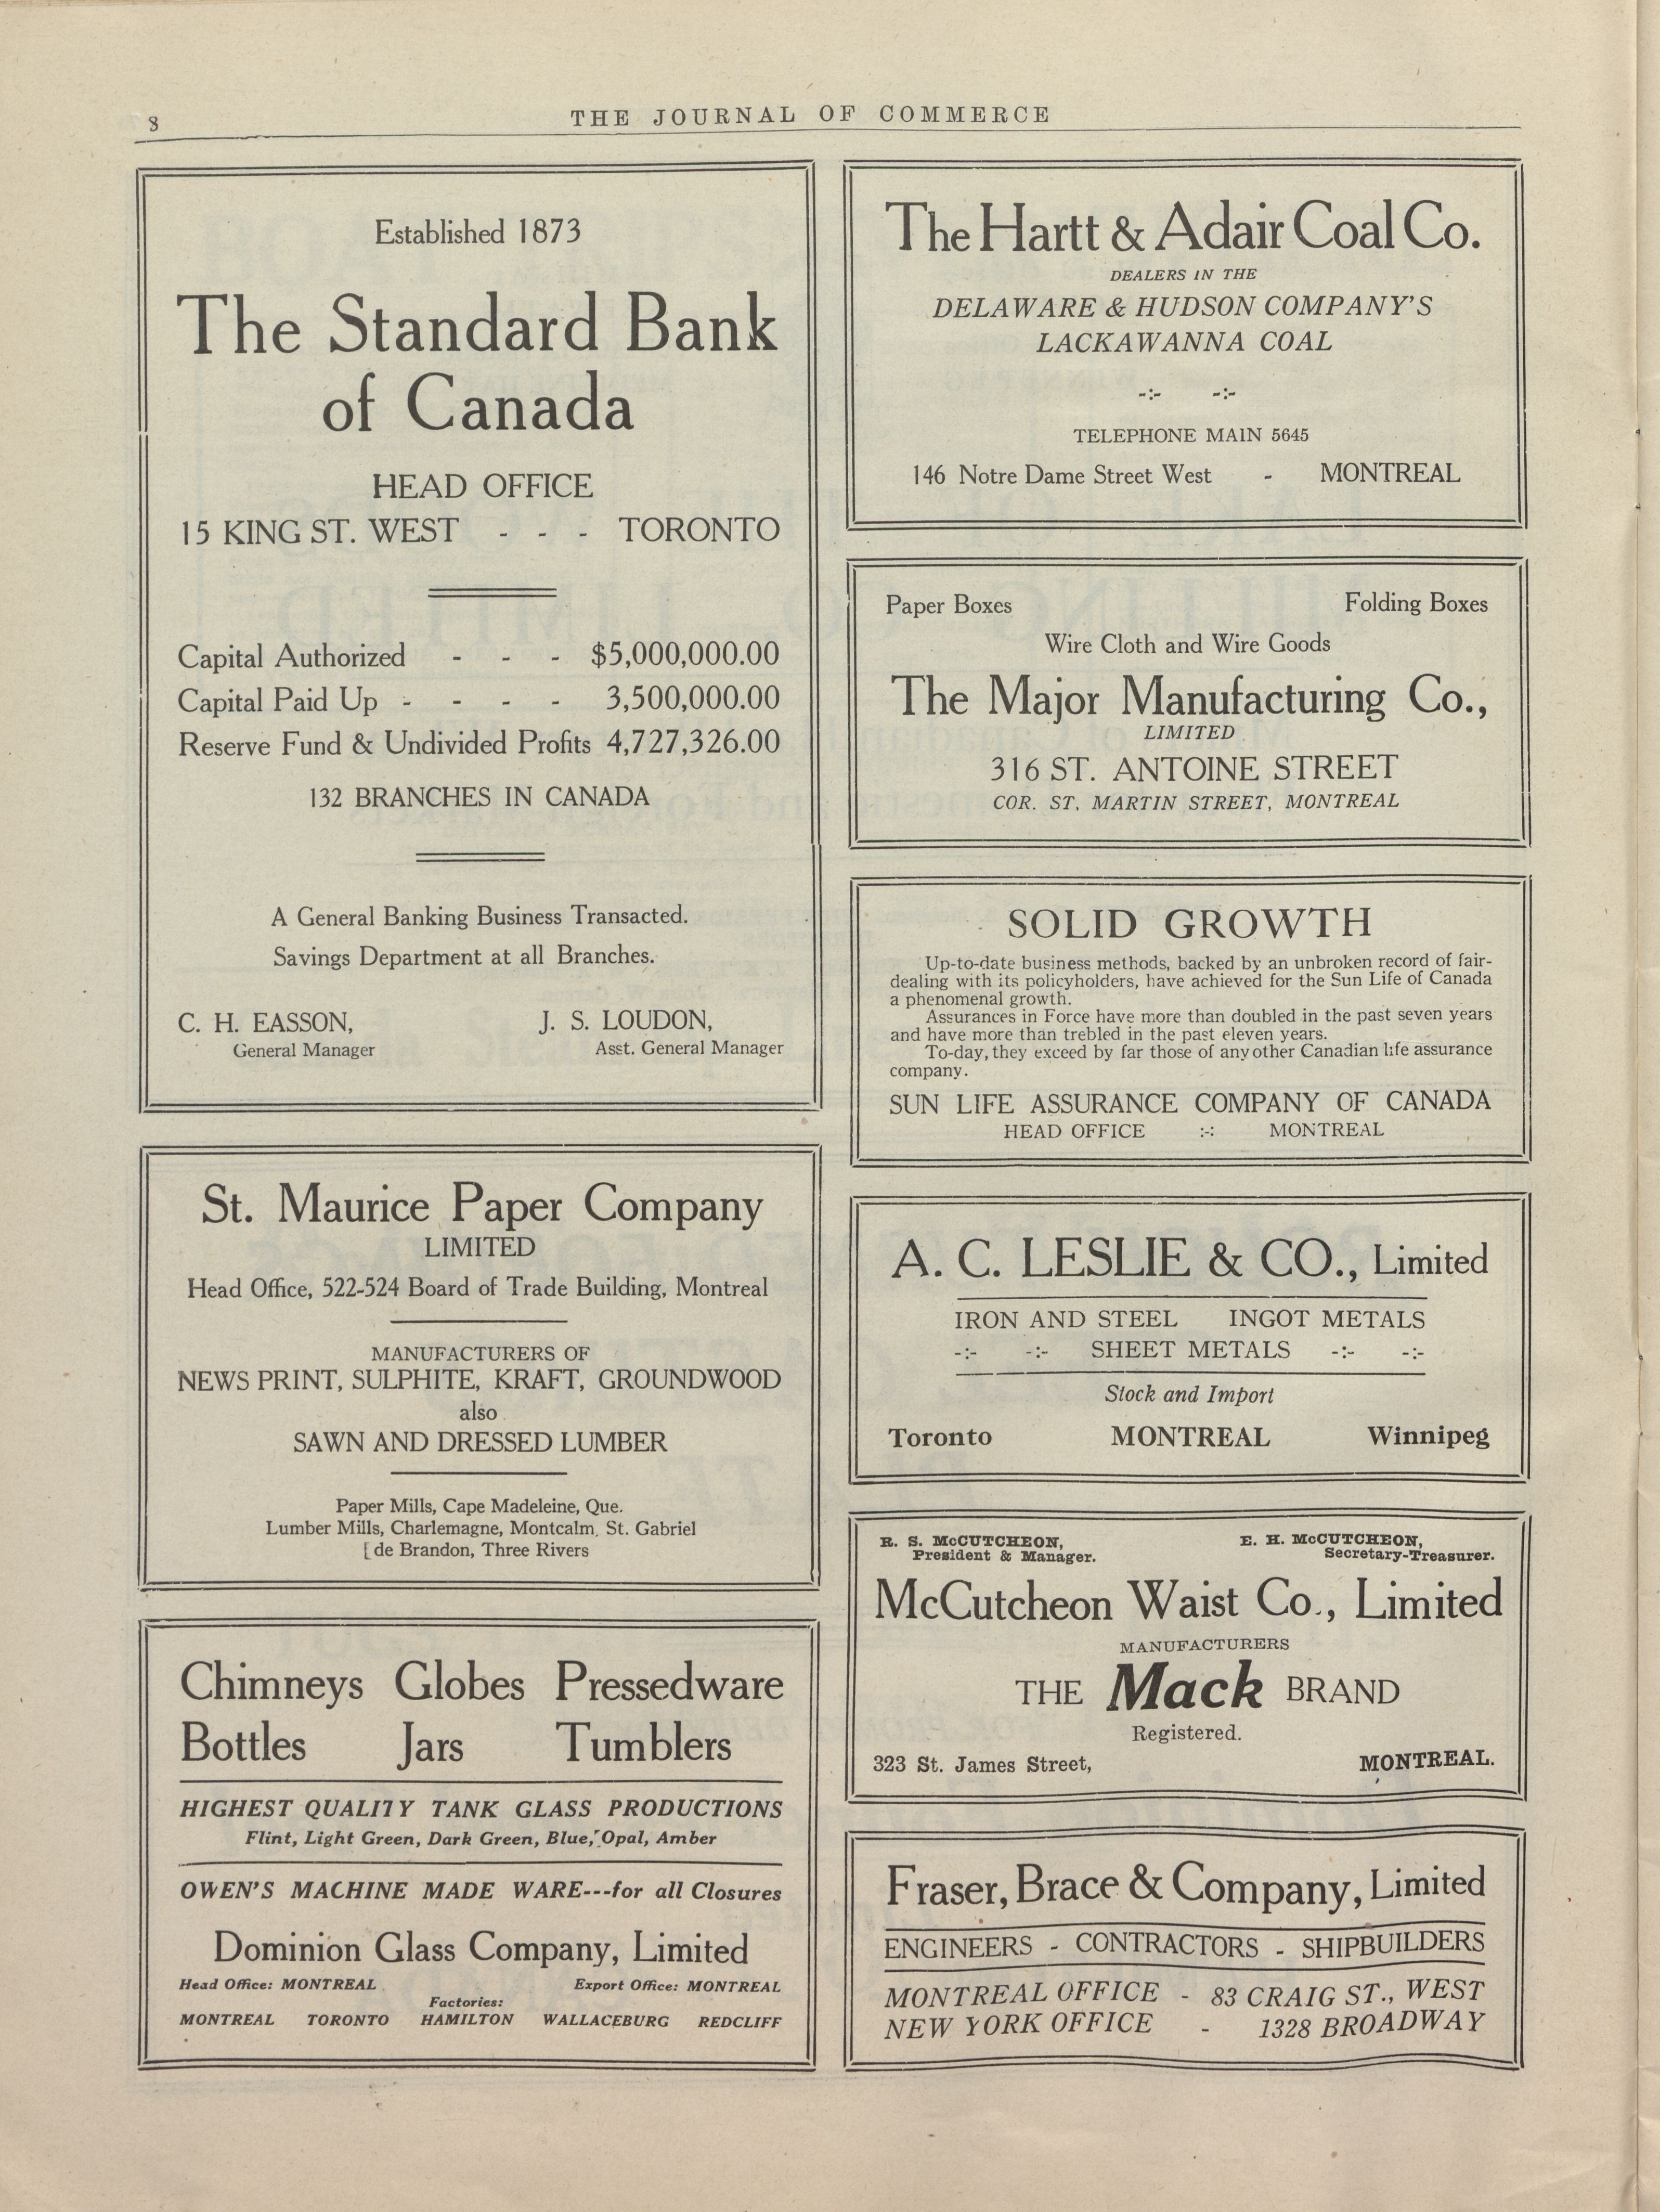 8
THE JOURNAL OF COMMERCE
Established 1873
The Standard Bank
of Canada
HEAD OFFICE
15 KING ST. WEST - - - TORONTO
Capital Authorized - - - $5,000,000.00
Capital Paid Up - - - - 3,500,000.00
Reserve Fund & Undivided Profits 4,727,326.00
132 BRANCHES IN CANADA
A General Banking Business Transacted.
Savings Department at all Branches.
C. H. EASSON, J. S. LOUDON,
General Manager Asst. General Manager
St. Maurice Paper Company
LIMITED
Head Office, 522-524 Board of Trade Building, Montreal
MANUFACTURERS OF
NEWS PRINT, SULPHITE, KRAFT, GROUNDWOOD
also
SAWN AND DRESSED LUMBER
Paper Mills, Cape Madeleine, Que.
Lumber Mills, Charlemagne, Montcalm, St. Gabriel
[de Brandon, Three Rivers
Chimneys Globes Pressedware
Bottles Jars Tumblers
HIGHEST QUALITY TANK GLASS PRODUCTIONS
Flint, Light Green, Dark Green, Blue, Opal, Amber
OWEN'S MACHINE MADE WARE---for all Closures
Dominion Glass Company, Limited
Head Office: MONTREAL Export Office: MONTREAL
Factories:
MONTREAL TORONTO HAMILTON WALLACEBURG REDCLIFF
The Hartt & Adair Coal Co.
DEALERS IN THE
DELAWARE & HUDSON COMPANY'S
LACKAWANNA COAL
-:- -:-
TELEPHONE MAIN 5645
146 Notre Dame Street West - MONTREAL
Paper Boxes Folding Boxes
Wire Cloth and Wire Goods
The Major Manufacturing Co.,
LIMITED
316 ST. ANTOINE STREET
COR. ST. MARTIN STREET, MONTREAL
SOLID GROWTH
Up-to-date business methods, backed by an unbroken record of fair-
dealing with its policyholders, have achieved for the Sun Life of Canada
a phenomenal growth.
Assurances in Force have more than doubled in the past seven years
and have more than trebled in the past eleven years.
To-day, they exceed by far those of any other Canadian life assurance
company.
SUN LIFE ASSURANCE COMPANY OF CANADA
HEAD OFFICE :-: MONTREAL
A. C. LESLIE & CO., Limited
IRON AND STEEL INGOT METALS
-:- -:- SHEET METALS -:- -:-
Stock and Import
Toronto MONTREAL Winnipeg
R. S. McCUTCHEON, E. H. McCUTCHEON,
President & Manager. Secretary-Treasurer.
McCutcheon Waist Co., Limited
MANUFACTURERS
THE Mack BRAND
Registered.
323 St. James Street, MONTREAL.
Fraser, Brace & Company, Limited
ENGINEERS - CONTRACTORS - SHIPBUILDERS
MONTREAL OFFICE - 83 CRAIG ST., WEST
NEW YORK OFFICE - 1328 BROADWAY